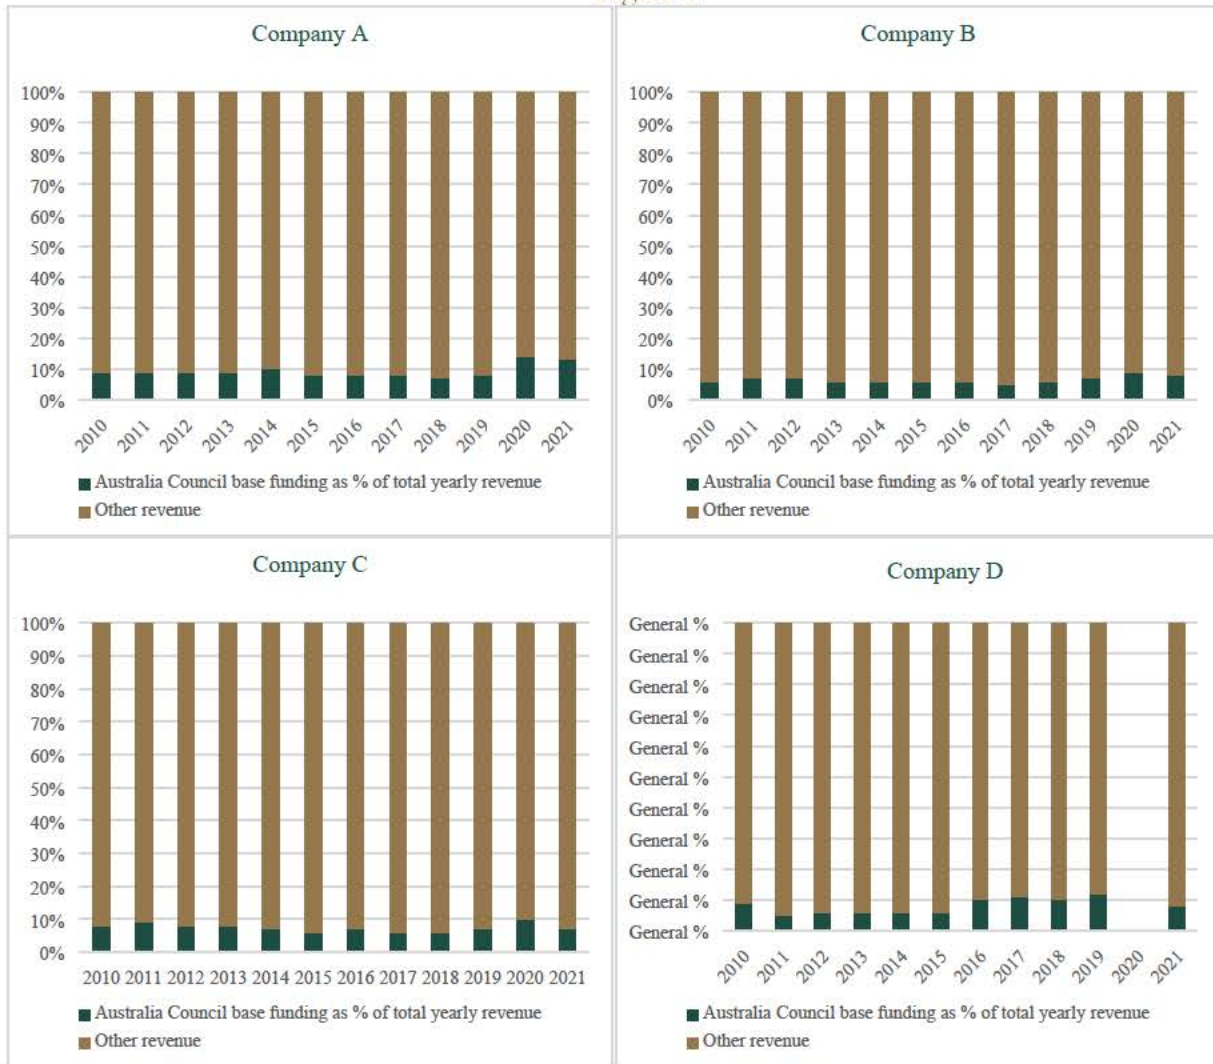 Company A
100%
90%
80%
70%
60%
50%
40%
30%
20%
10%
0%
2010 2011 2012 2013 2014 2015 2016 2017 2018 2019 2020 2021
Australia Council base funding as % of total yearly revenue
Other revenue
Company B
100%
90%
80%
70%
60%
50%
40%
30%
20%
10%
0%
2010 2011 2012 2013 2014 2015 2016 2017 2018 2019 2020 2021
Australia Council base funding as % of total yearly revenue
Other revenue
Company C
100%
90%
80%
70%
60%
50%
40%
30%
20%
10%
0%
2010 2011 2012 2013 2014 2015 2016 2017 2018 2019 2020 2021
Australia Council base funding as % of total yearly revenue
Other revenue
Company D
General %
General %
General %
General %
General %
General %
General %
General %
General %
General %
General %
2010 2011 2012 2013 2014 2015 2016 2017 2018 2019 2020 2021
Australia Council base funding as % of total yearly revenue
Other revenue